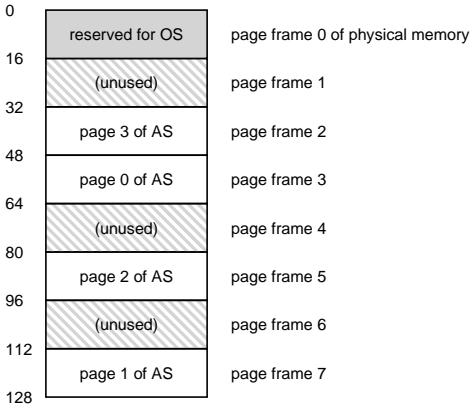 0
reserved for OS page frame 0 of physical memory
16
(unused) page frame 1
32
page 3 of AS page frame 2
48
page 0 of AS page frame 3
64
(unused) page frame 4
80
page 2 of AS page frame 5
96
(unused) page frame 6
112
page 1 of AS page frame 7
128